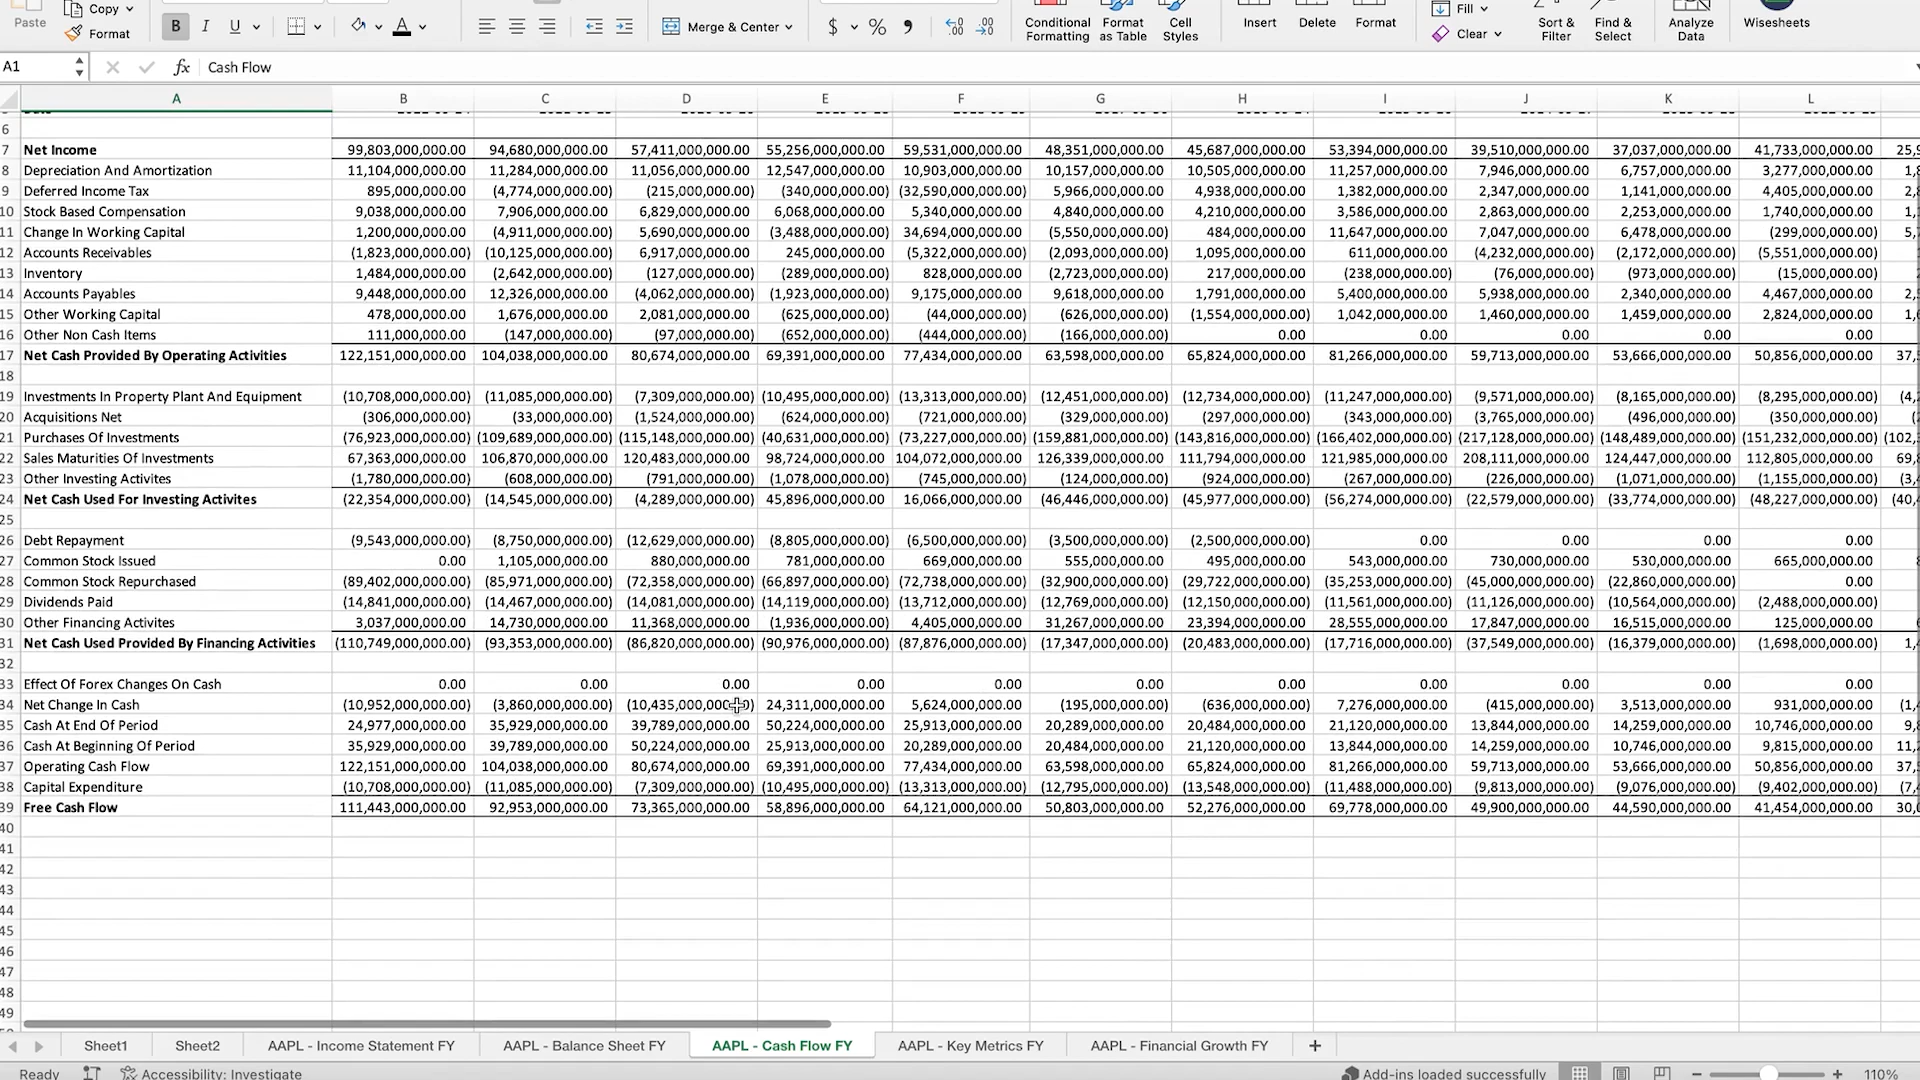 Paste Copy Merge & Center Conditional Formatting Format as Table Cell Styles Insert Delete Format Fill Sort & Filter Find & Select Analyze Data Wisesheets
Format B I U A $ % Clear
A1 fx Cash Flow
A B C D E F G H I J K L
6
7 Net Income 99,803,000,000.00 94,680,000,000.00 57,411,000,000.00 55,256,000,000.00 59,531,000,000.00 48,351,000,000.00 45,687,000,000.00 53,394,000,000.00 39,510,000,000.00 37,037,000,000.00 41,733,000,000.00
8 Depreciation And Amortization 11,104,000,000.00 11,284,000,000.00 11,056,000,000.00 12,547,000,000.00 10,903,000,000.00 10,157,000,000.00 10,505,000,000.00 11,257,000,000.00 7,946,000,000.00 6,757,000,000.00 3,277,000,000.00
9 Deferred Income Tax 895,000,000.00 (4,774,000,000.00) (215,000,000.00) (340,000,000.00) (32,590,000,000.00) 5,966,000,000.00 4,938,000,000.00 1,382,000,000.00 2,347,000,000.00 1,141,000,000.00 4,405,000,000.00
10 Stock Based Compensation 9,038,000,000.00 7,906,000,000.00 6,829,000,000.00 6,068,000,000.00 5,340,000,000.00 4,840,000,000.00 4,210,000,000.00 3,586,000,000.00 2,863,000,000.00 2,253,000,000.00 1,740,000,000.00
11 Change In Working Capital 1,200,000,000.00 (4,911,000,000.00) 5,690,000,000.00 (3,488,000,000.00) 34,694,000,000.00 (5,550,000,000.00) 484,000,000.00 11,647,000,000.00 7,047,000,000.00 6,478,000,000.00 (299,000,000.00)
12 Accounts Receivables (1,823,000,000.00) (10,125,000,000.00) 6,917,000,000.00 245,000,000.00 (5,322,000,000.00) (2,093,000,000.00) 1,095,000,000.00 611,000,000.00 (4,232,000,000.00) (2,172,000,000.00) (5,551,000,000.00)
13 Inventory 1,484,000,000.00 (2,642,000,000.00) (127,000,000.00) (289,000,000.00) 828,000,000.00 (2,723,000,000.00) 217,000,000.00 (238,000,000.00) (76,000,000.00) (973,000,000.00) (15,000,000.00)
14 Accounts Payables 9,448,000,000.00 12,326,000,000.00 (4,062,000,000.00) (1,923,000,000.00) 9,175,000,000.00 9,618,000,000.00 1,791,000,000.00 5,400,000,000.00 5,938,000,000.00 2,340,000,000.00 4,467,000,000.00
15 Other Working Capital 478,000,000.00 1,676,000,000.00 2,081,000,000.00 (625,000,000.00) (44,000,000.00) (626,000,000.00) (1,554,000,000.00) 1,042,000,000.00 1,460,000,000.00 1,459,000,000.00 2,824,000,000.00
16 Other Non Cash Items 111,000,000.00 (147,000,000.00) (97,000,000.00) (652,000,000.00) (444,000,000.00) (166,000,000.00) 0.00 0.00 0.00 0.00 0.00
17 Net Cash Provided By Operating Activities 122,151,000,000.00 104,038,000,000.00 80,674,000,000.00 69,391,000,000.00 77,434,000,000.00 63,598,000,000.00 65,824,000,000.00 81,266,000,000.00 59,713,000,000.00 53,666,000,000.00 50,856,000,000.00
18
19 Investments In Property Plant And Equipment (10,708,000,000.00) (11,085,000,000.00) (7,309,000,000.00) (10,495,000,000.00) (13,313,000,000.00) (12,451,000,000.00) (12,734,000,000.00) (11,247,000,000.00) (9,571,000,000.00) (8,165,000,000.00) (8,295,000,000.00)
20 Acquisitions Net (306,000,000.00) (33,000,000.00) (1,524,000,000.00) (624,000,000.00) (721,000,000.00) (329,000,000.00) (297,000,000.00) (343,000,000.00) (3,765,000,000.00) (496,000,000.00) (350,000,000.00)
21 Purchases Of Investments (76,923,000,000.00) (109,689,000,000.00) (115,148,000,000.00) (40,631,000,000.00) (73,227,000,000.00) (159,881,000,000.00) (143,816,000,000.00) (166,402,000,000.00) (217,128,000,000.00) (148,489,000,000.00) (151,232,000,000.00)
22 Sales Maturities Of Investments 67,363,000,000.00 106,870,000,000.00 120,483,000,000.00 98,724,000,000.00 104,072,000,000.00 126,339,000,000.00 111,794,000,000.00 121,985,000,000.00 208,111,000,000.00 124,447,000,000.00 112,805,000,000.00
23 Other Investing Activites (1,780,000,000.00) (608,000,000.00) (791,000,000.00) (1,078,000,000.00) (745,000,000.00) (124,000,000.00) (924,000,000.00) (267,000,000.00) (226,000,000.00) (1,071,000,000.00) (1,155,000,000.00)
24 Net Cash Used For Investing Activites (22,354,000,000.00) (14,545,000,000.00) (4,289,000,000.00) 45,896,000,000.00 16,066,000,000.00 (46,446,000,000.00) (45,977,000,000.00) (56,274,000,000.00) (22,579,000,000.00) (33,774,000,000.00) (48,227,000,000.00)
25
26 Debt Repayment (9,543,000,000.00) (8,750,000,000.00) (12,629,000,000.00) (8,805,000,000.00) (6,500,000,000.00) (3,500,000,000.00) (2,500,000,000.00) 0.00 0.00 0.00 0.00
27 Common Stock Issued 0.00 1,105,000,000.00 880,000,000.00 781,000,000.00 669,000,000.00 555,000,000.00 495,000,000.00 543,000,000.00 730,000,000.00 530,000,000.00 665,000,000.00
28 Common Stock Repurchased (89,402,000,000.00) (85,971,000,000.00) (72,358,000,000.00) (66,897,000,000.00) (72,738,000,000.00) (32,900,000,000.00) (29,722,000,000.00) (35,253,000,000.00) (45,000,000,000.00) (22,860,000,000.00) 0.00
29 Dividends Paid (14,841,000,000.00) (14,467,000,000.00) (14,081,000,000.00) (14,119,000,000.00) (13,712,000,000.00) (12,769,000,000.00) (12,150,000,000.00) (11,561,000,000.00) (11,126,000,000.00) (10,564,000,000.00) (2,488,000,000.00)
30 Other Financing Activites 3,037,000,000.00 14,730,000,000.00 11,368,000,000.00 (1,936,000,000.00) 4,405,000,000.00 31,267,000,000.00 23,394,000,000.00 28,555,000,000.00 17,847,000,000.00 16,515,000,000.00 125,000,000.00
31 Net Cash Used Provided By Financing Activities (110,749,000,000.00) (93,353,000,000.00) (86,820,000,000.00) (90,976,000,000.00) (87,876,000,000.00) (17,347,000,000.00) (20,483,000,000.00) (17,716,000,000.00) (37,549,000,000.00) (16,379,000,000.00) (1,698,000,000.00)
32
33 Effect Of Forex Changes On Cash 0.00 0.00 0.00 0.00 0.00 0.00 0.00 0.00 0.00 0.00 0.00
34 Net Change In Cash (10,952,000,000.00) (3,860,000,000.00) (10,435,000,000.00) 24,311,000,000.00 5,624,000,000.00 (195,000,000.00) (636,000,000.00) 7,276,000,000.00 (415,000,000.00) 3,513,000,000.00 931,000,000.00
35 Cash At End Of Period 24,977,000,000.00 35,929,000,000.00 39,789,000,000.00 50,224,000,000.00 25,913,000,000.00 20,289,000,000.00 20,484,000,000.00 21,120,000,000.00 13,844,000,000.00 14,259,000,000.00 10,746,000,000.00
36 Cash At Beginning Of Period 35,929,000,000.00 39,789,000,000.00 50,224,000,000.00 25,913,000,000.00 20,289,000,000.00 20,484,000,000.00 21,120,000,000.00 13,844,000,000.00 14,259,000,000.00 10,746,000,000.00 9,815,000,000.00
37 Operating Cash Flow 122,151,000,000.00 104,038,000,000.00 80,674,000,000.00 69,391,000,000.00 77,434,000,000.00 63,598,000,000.00 65,824,000,000.00 81,266,000,000.00 59,713,000,000.00 53,666,000,000.00 50,856,000,000.00
38 Capital Expenditure (10,708,000,000.00) (11,085,000,000.00) (7,309,000,000.00) (10,495,000,000.00) (13,313,000,000.00) (12,795,000,000.00) (13,548,000,000.00) (11,488,000,000.00) (9,813,000,000.00) (9,076,000,000.00) (9,402,000,000.00)
39 Free Cash Flow 111,443,000,000.00 92,953,000,000.00 73,365,000,000.00 58,896,000,000.00 64,121,000,000.00 50,803,000,000.00 52,276,000,000.00 69,778,000,000.00 49,900,000,000.00 44,590,000,000.00 41,454,000,000.00
40
41
42
43
44
45
46
47
48
49
Sheet1 Sheet2 AAPL - Income Statement FY AAPL - Balance Sheet FY AAPL - Cash Flow FY AAPL - Key Metrics FY AAPL - Financial Growth FY +
Ready Accessibility: Investigate Add-ins loaded successfully 110%